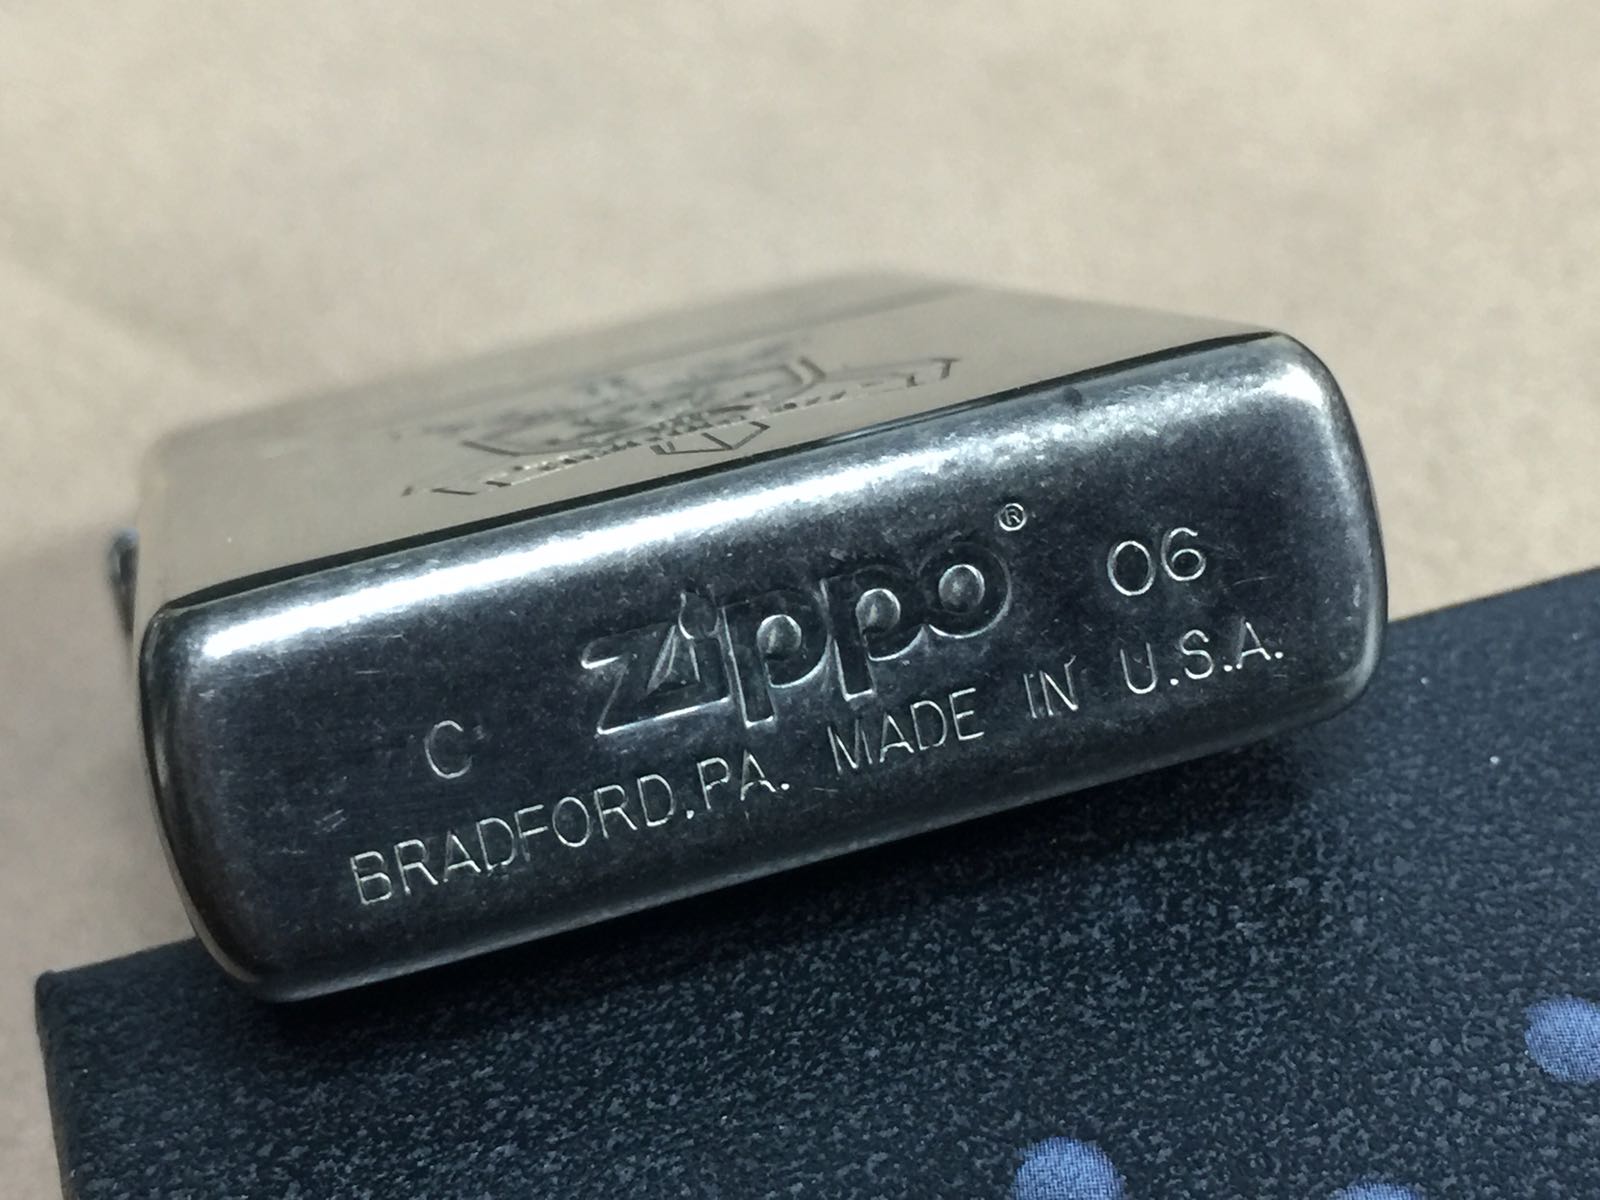 C zippo® 06
BRADFORD.PA. MADE IN U.S.A.